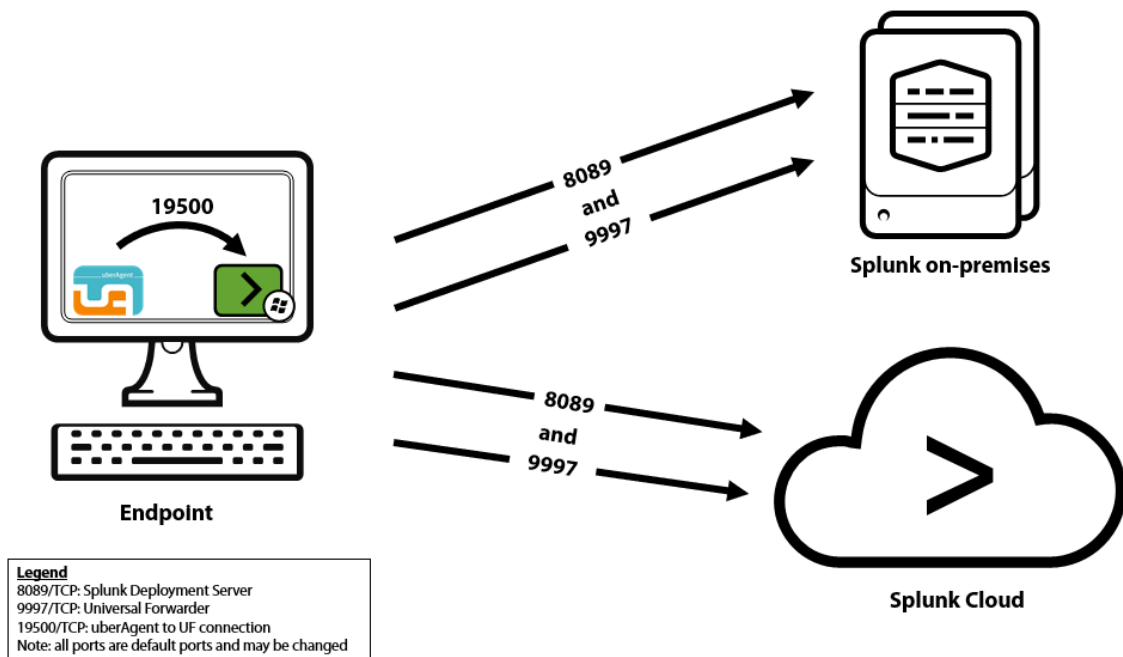 19500
uberAgent
8089
and
9997
Splunk on-premises
8089
and
9997
Endpoint
Splunk Cloud
Legend
8089/TCP: Splunk Deployment Server
9997/TCP: Universal Forwarder
19500/TCP: uberAgent to UF connection
Note: all ports are default ports and may be changed